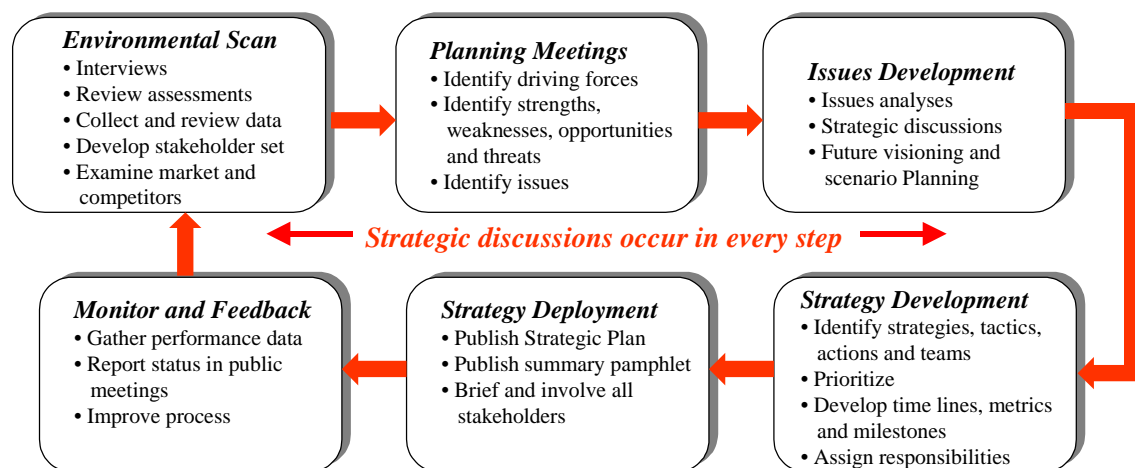 Environmental Scan
• Interviews
• Review assessments
• Collect and review data
• Develop stakeholder set
• Examine market and
competitors
Planning Meetings
• Identify driving forces
• Identify strengths,
weaknesses, opportunities
and threats
• Identify issues
Issues Development
• Issues analyses
• Strategic discussions
• Future visioning and
scenario Planning
Strategic discussions occur in every step
Strategy Development
• Identify strategies, tactics,
actions and teams
• Prioritize
• Develop time lines, metrics
and milestones
• Assign responsibilities
Strategy Deployment
• Publish Strategic Plan
• Publish summary pamphlet
• Brief and involve all
stakeholders
Monitor and Feedback
• Gather performance data
• Report status in public
meetings
• Improve process